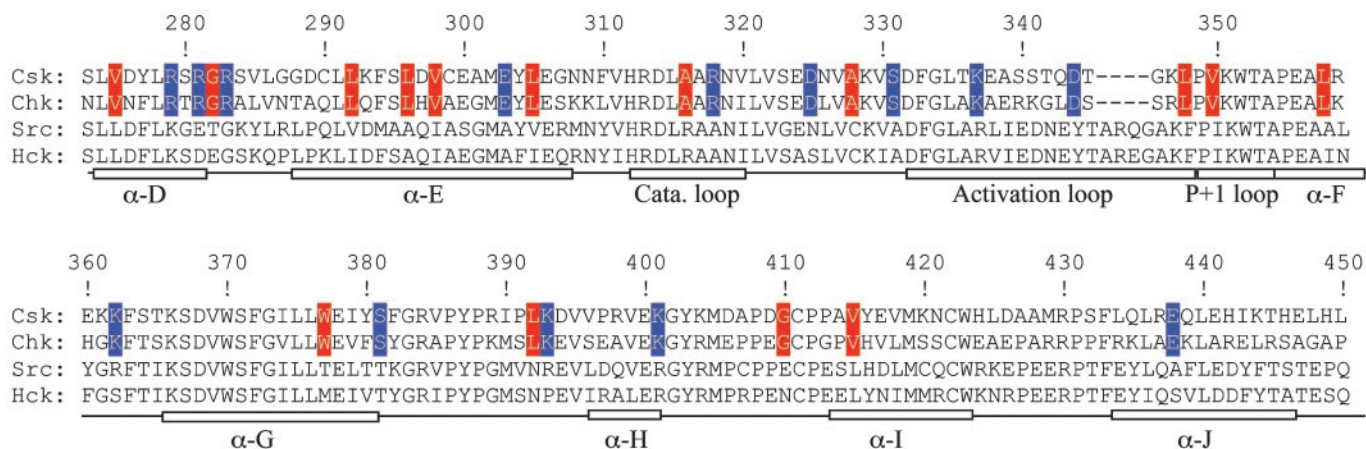 280 290 300 310 320 330 340 350
! ! ! ! ! ! ! !
Csk: SLVDYLRSRGRSVLGGDCLLKFSLDVCEAMEYLEGNNFVHRDLAARNVLVSEDNVAKVSDFGLTKEASSTQDT----GKLPVKWTAPEALR
Chk: NLVNFLRTRGRALVNTAQLLQFSLHVAEGMEYLESKKLVHRDLAARNILVSEDLVAKVSDFGLAKAERKGLDS----SRLPVKWTAPEALK
Src: SLLDFLKGETGKYLRLPQLVDMAAQIASGMAYVERMNYVHRDLRAANILVGENLVCKVADFGLARLIEDNEYTARQGAKFPIKWTAPEAAL
Hck: SLLDFLKSDEGSKQPLPKLIDFSAQIAEGMAFIEQRNYIHRDLRAANILVSASLVCKIADFGLARVIEDNEYTAREGAKFPIKWTAPEAIN
α-D α-E Cata. loop Activation loop P+1 loop α-F
360 370 380 390 400 410 420 430 440 450
! ! ! ! ! ! ! ! ! !
Csk: EKKFSTKSDVWSFGILLWEIYSFGRVPYPRIPLKDVVPRVEKGYKMDAPDGCPPAVYEVMKNCWHLDAAMRPSFLQLREQLEHIKTHELHL
Chk: HGKFTSKSDVWSFGVLLWEVFSYGRAPYPKMSLKEVSEAVEKGYRMEPPEGCPGPVHVLMSSCWEAEPARRPPFRKLAEKLARELRSAGAP
Src: YGRFTIKSDVWSFGILLTELTTKGRVPYPGMVNREVLDQVERGYRMPCPPECPESLHDLMCQCWRKEPEERPTFEYLQAFLEDYFTSTEPQ
Hck: FGSFTIKSDVWSFGILLMEIVTYGRIPYPGMSNPEVIRALERGYRMPRPENCPEELYNIMMRCWKNRPEERPTFEYIQSVLDDFYTATESQ
α-G α-H α-I α-J